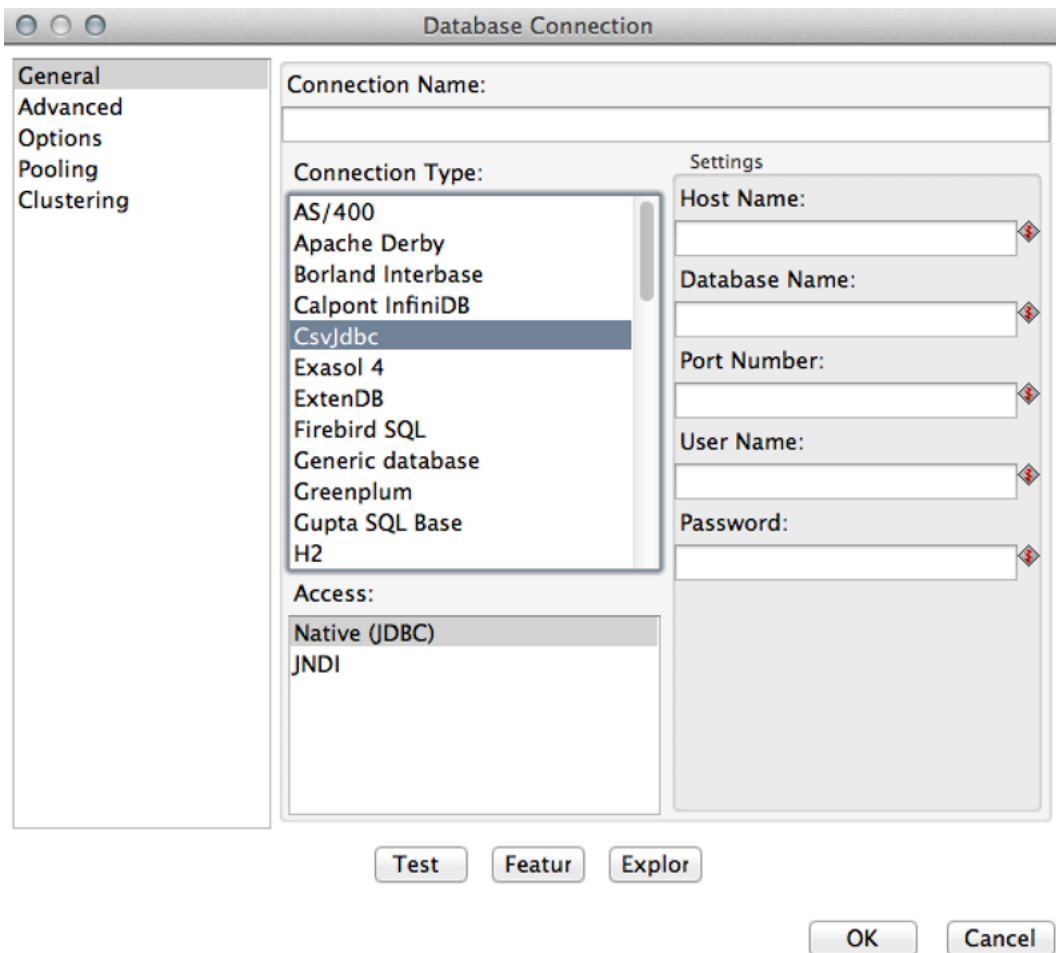 Database Connection
General
Advanced
Options
Pooling
Clustering
Connection Name:
Connection Type:
AS/400
Apache Derby
Borland Interbase
Calpont InfiniDB
CsvJdbc
Exasol 4
ExtenDB
Firebird SQL
Generic database
Greenplum
Gupta SQL Base
H2
Access:
Native (JDBC)
JNDI
Settings
Host Name:
Database Name:
Port Number:
User Name:
Password:
Test
Featur
Explor
OK
Cancel